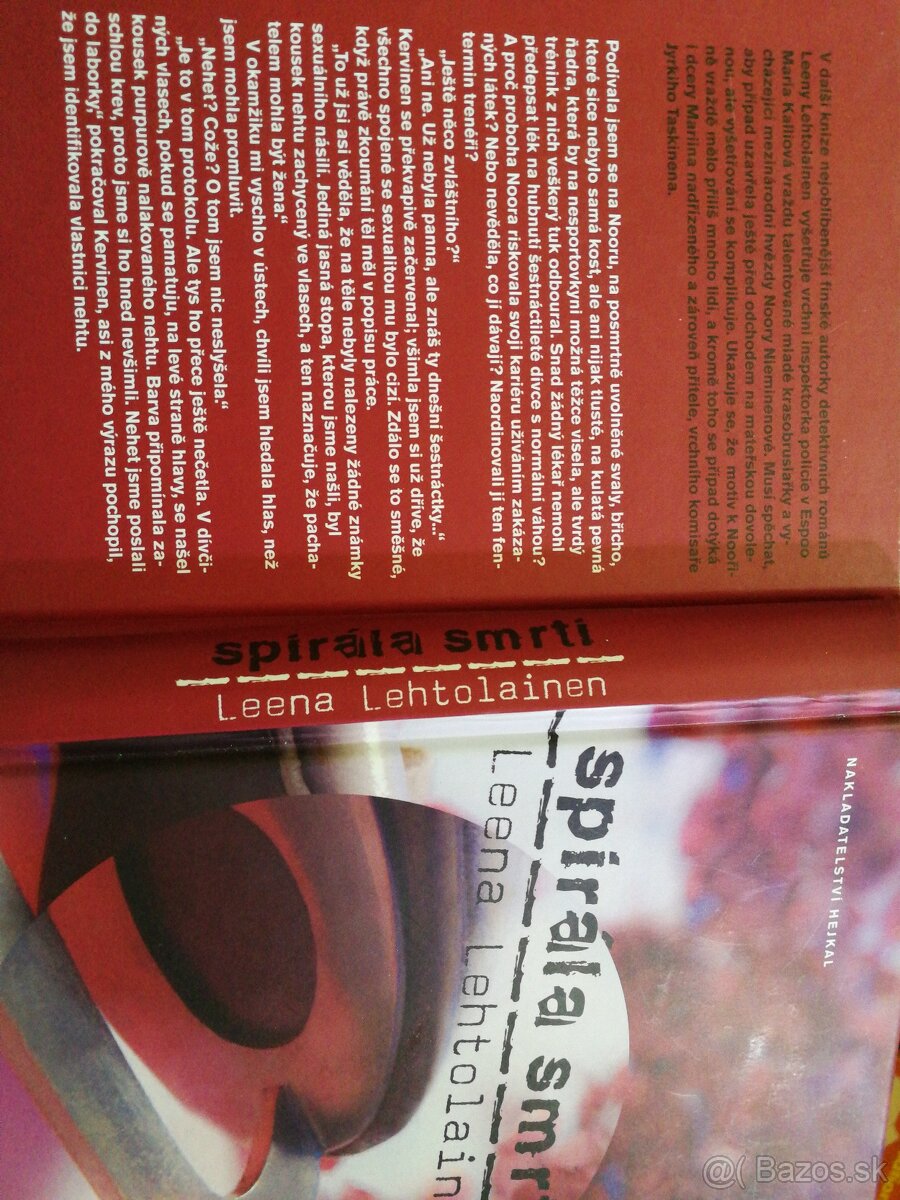 V další knize nejoblíbenější finské autorky detektivních románů
Leeny Lehtolainen vyšetřuje vrchní inspektorka policie v Espoo
Maria Kalliová vraždu talentované mladé krasobruslařky a vy-
cházející mezinárodní hvězdy Noory Nieminenové. Musí spěchat,
aby případ uzavřela ještě před odchodem na mateřskou dovole-
nou, ale vyšetřování se komplikuje. Ukazuje se, že motiv k Nooři-
ně vraždě mělo příliš mnoho lidí, a kromě toho se případ dotýká
i dcery Mariina nadřízeného a zároveň přítele, vrchního komisaře
Jyrkiho Taskinena.
Podívala jsem se na Nooru, na posmrtně uvolněné svaly, břicho,
které sice nebylo samá kost, ale ani nijak tlusté, na kulatá pevná
ňadra, která by na nesportovkyni možná těžce visela, ale tvrdý
trénink z nich veškerý tuk odboural. Snad žádný lékař nemohl
předepsat lék na hubnutí šestnáctileté dívce s normální váhou?
A proč proboha Noora riskovala svoji kariéru užíváním zakáza-
ných látek? Nebo nevěděla, co jí dávají? Naordinovali jí ten fen-
termin trenéři?
„Ještě něco zvláštního?“
„Ani ne. Už nebyla panna, ale znáš ty dnešní šestnáctky..“
Kervinen se překvapivě začervenal; všimla jsem si už dříve, že
všechno spojené se sexualitou mu bylo cizí. Zdálo se to směšné,
když právě zkoumání těl měl v popisu práce.
„To už jsi asi věděla, že na těle nebyly nalezeny žádné známky
sexuálního násilí. Jediná jasná stopa, kterou jsme našli, byl
kousek nehtu zachycený ve vlasech, a ten naznačuje, že pacha-
telem mohla být žena.“
V okamžiku mi vyschlo v ústech, chvíli jsem hledala hlas, než
jsem mohla promluvit.
„Nehet? Cože? O tom jsem nic neslyšela.“
„Je to v tom protokolu. Ale tys ho přece ještě nečetla. V dívči-
ných vlasech, pokud se pamatuju, na levé straně hlavy, se našel
kousek purpurově nalakovaného nehtu. Barva připomínala za-
schlou krev, proto jsme si ho hned nevšimli. Nehet jsme poslali
do laborky“ pokračoval Kervinen, asi z mého výrazu pochopil,
že jsem identifikovala vlastnici nehtu.
spirála smrti
Leena Lehtolainen
NAKLADATELSTVÍ HEJKAL
spirála smrt
Leena Lehtolain
@( Bazos.sk